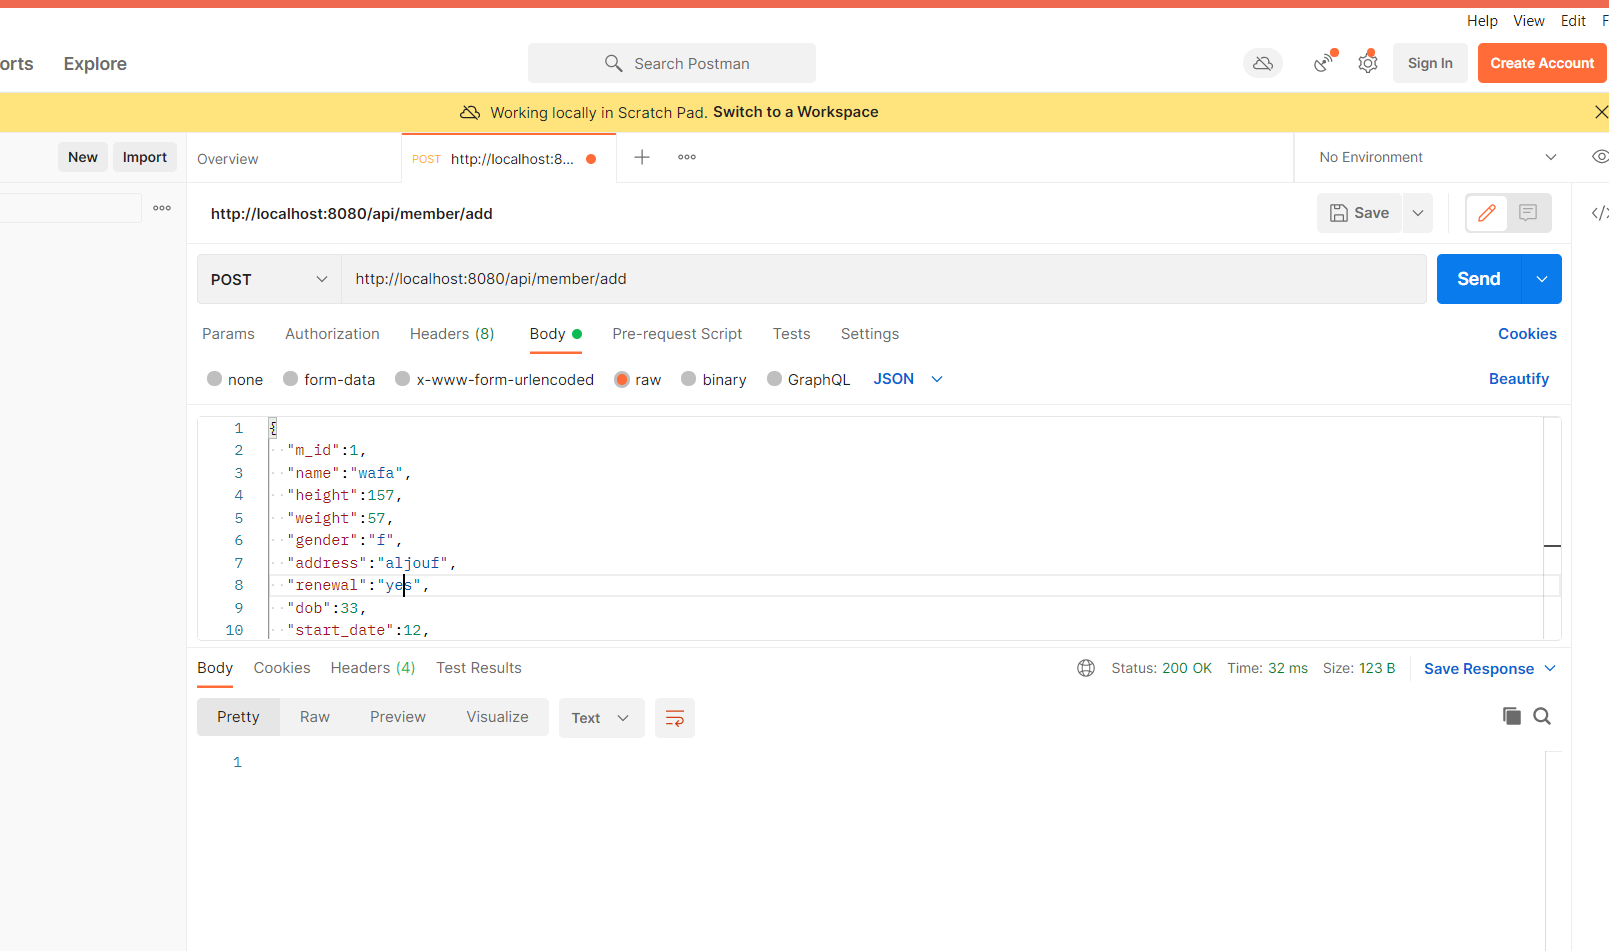 Help View Edit F
orts Explore Search Postman Sign In Create Account
Working locally in Scratch Pad. Switch to a Workspace
New Import Overview POST http://localhost:8... No Environment
http://localhost:8080/api/member/add Save
POST http://localhost:8080/api/member/add Send
Params Authorization Headers (8) Body Pre-request Script Tests Settings Cookies
none form-data x-www-form-urlencoded raw binary GraphQL JSON Beautify
1 {
2 "m_id":1,
3 "name":"wafa",
4 "height":157,
5 "weight":57,
6 "gender":"f",
7 "address":"aljouf",
8 "renewal":"yes",
9 "dob":33,
10 "start_date":12,
Body Cookies Headers (4) Test Results Status: 200 OK Time: 32 ms Size: 123 B Save Response
Pretty Raw Preview Visualize Text
1